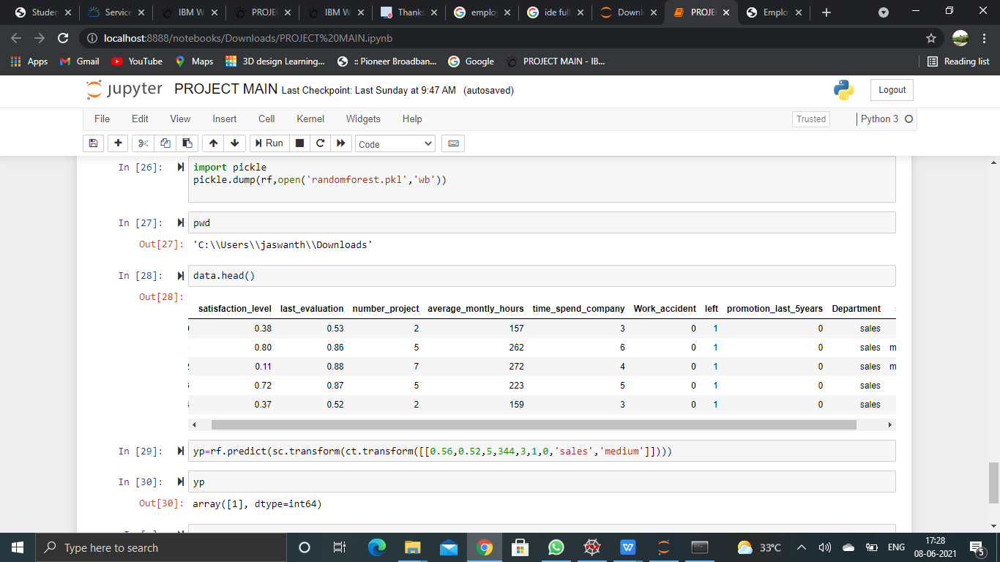 Studen
Service
IBM W
PROJEC
IBM W
Thanks
employ
ide full
Downl
PROJE
Emplo
localhost:8888/notebooks/Downloads/PROJECT%20MAIN.ipynb
Apps Gmail YouTube Maps 3D design Learning... :: Pioneer Broadban... Google PROJECT MAIN - IB... Reading list
jupyter PROJECT MAIN Last Checkpoint: Last Sunday at 9:47 AM (autosaved) Logout
File Edit View Insert Cell Kernel Widgets Help Trusted Python 3
Run Code
In [26]: import pickle
pickle.dump(rf,open('randomforest.pkl','wb'))
In [27]: pwd
Out[27]: 'C:\\Users\\jaswanth\\Downloads'
In [28]: data.head()
Out[28]:
satisfaction_level last_evaluation number_project average_montly_hours time_spend_company Work_accident left promotion_last_5years Department
0.38 0.53 2 157 3 0 1 0 sales
0.80 0.86 5 262 6 0 1 0 sales m
0.11 0.88 7 272 4 0 1 0 sales m
0.72 0.87 5 223 5 0 1 0 sales
0.37 0.52 2 159 3 0 1 0 sales
In [29]: yp=rf.predict(sc.transform(ct.transform([[0.56,0.52,5,344,3,1,0,'sales','medium']])))
In [30]: yp
Out[30]: array([1], dtype=int64)
Type here to search
33°C
ENG
17:28
08-06-2021
5